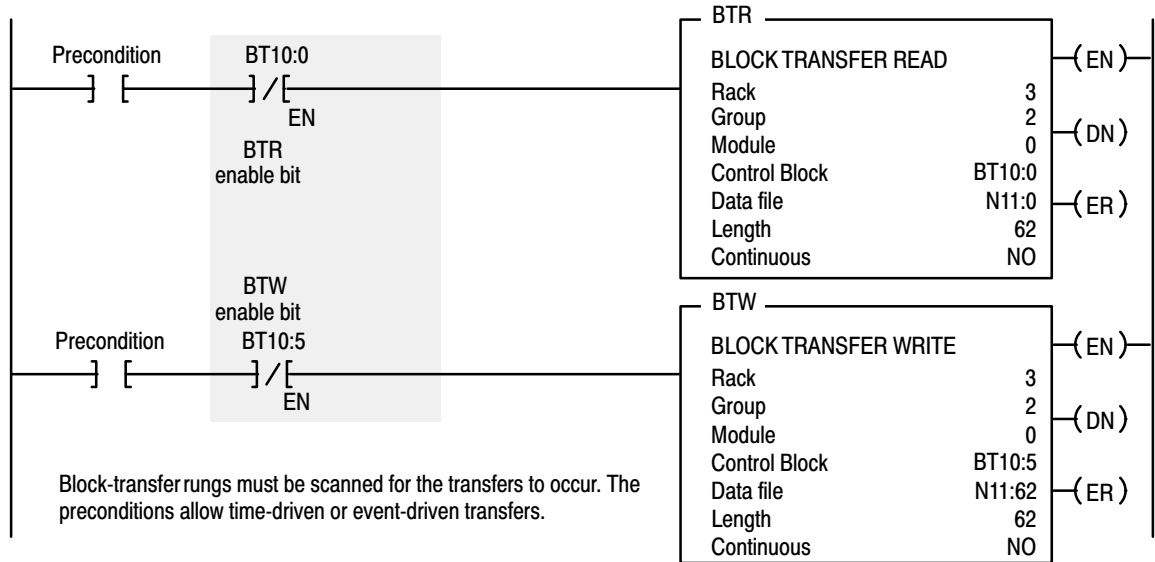 BTR
Precondition BT10:0 BLOCK TRANSFER READ (EN)
] [ ]/[ Rack 3
EN Group 2 (DN)
BTR Module 0
enable bit Control Block BT10:0
Data file N11:0 (ER)
Length 62
Continuous NO
BTW
enable bit
BTW
Precondition BT10:5 BLOCK TRANSFER WRITE (EN)
] [ ]/[ Rack 3
EN Group 2 (DN)
Module 0
Control Block BT10:5
Data file N11:62 (ER)
Length 62
Continuous NO
Block-transfer rungs must be scanned for the transfers to occur. The
preconditions allow time-driven or event-driven transfers.